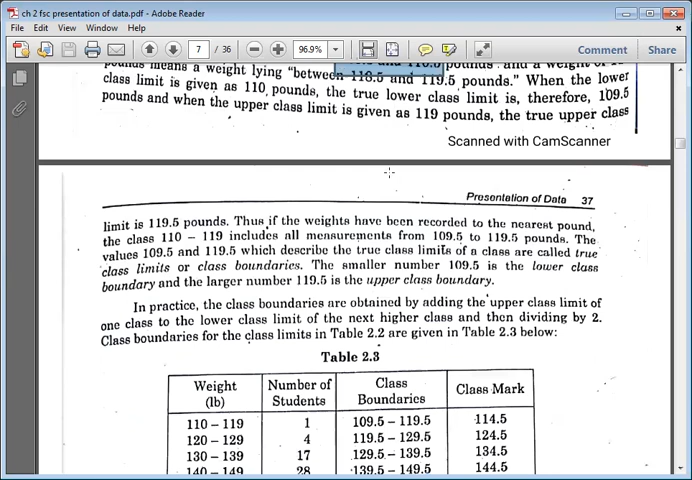 ch 2 fsc presentation of data.pdf - Adobe Reader
File Edit View Window Help
7 / 36 96.9% Comment Share
pounds means a weight lying "between 118.5 and 119.5 pounds." When the lower
class limit is given as 110 pounds, the true lower class limit is, therefore, 109.5
pounds and when the upper class limit is given as 119 pounds, the true upper class
Scanned with CamScanner
Presentation of Data 37
limit is 119.5 pounds. Thus if the weights have been recorded to the nearest pound,
the class 110 – 119 includes all measurements from 109.5 to 119.5 pounds. The
values 109.5 and 119.5 which describe the true class limits of a class are called true
class limits or class boundaries. The smaller number 109.5 is the lower class
boundary and the larger number 119.5 is the upper class boundary.
In practice, the class boundaries are obtained by adding the upper class limit of
one class to the lower class limit of the next higher class and then dividing by 2.
Class boundaries for the class limits in Table 2.2 are given in Table 2.3 below:
Table 2.3
Weight (lb) Number of Students Class Boundaries Class Mark
110 – 119 1 109.5 – 119.5 114.5
120 – 129 4 119.5 – 129.5 124.5
130 – 139 17 129.5 – 139.5 134.5
140 – 149 28 139.5 – 149.5 144.5